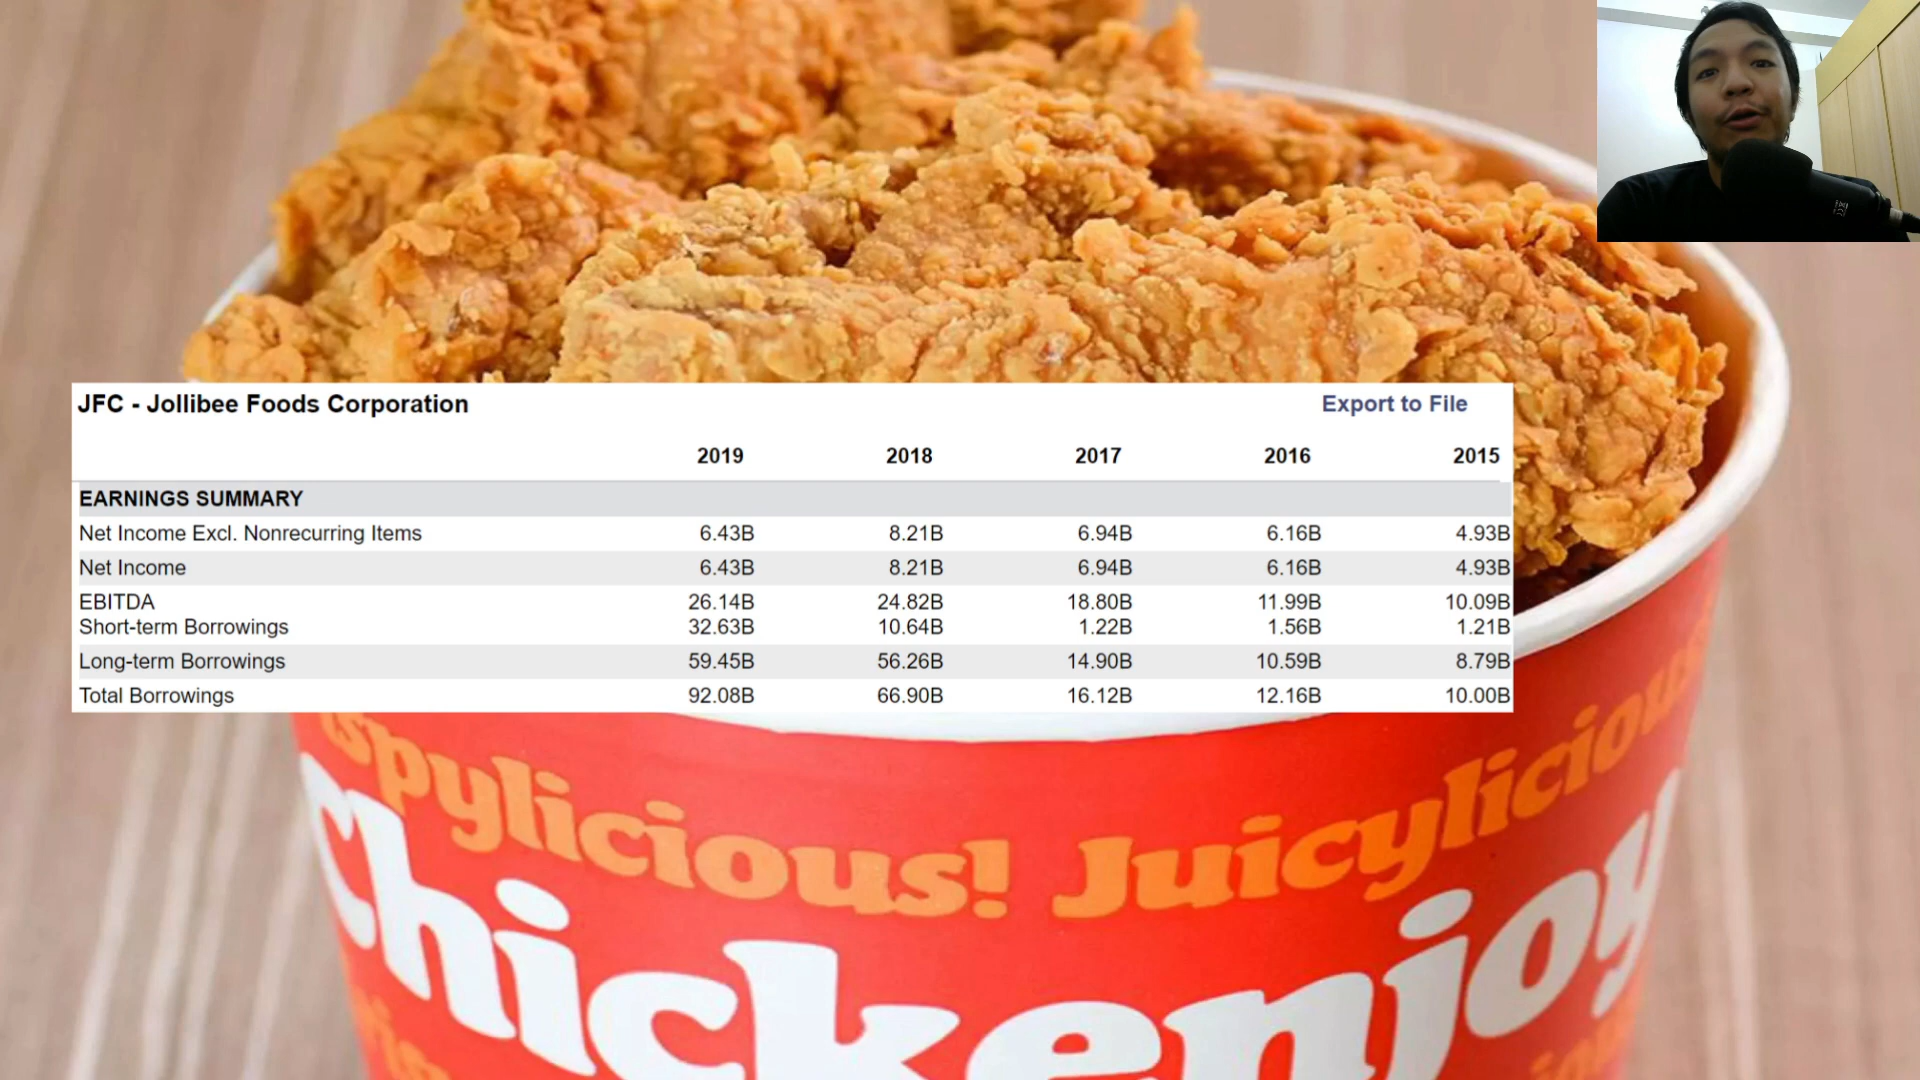 JFC - Jollibee Foods Corporation Export to File
2019 2018 2017 2016 2015
EARNINGS SUMMARY
Net Income Excl. Nonrecurring Items 6.43B 8.21B 6.94B 6.16B 4.93B
Net Income 6.43B 8.21B 6.94B 6.16B 4.93B
EBITDA 26.14B 24.82B 18.80B 11.99B 10.09B
Short-term Borrowings 32.63B 10.64B 1.22B 1.56B 1.21B
Long-term Borrowings 59.45B 56.26B 14.90B 10.59B 8.79B
Total Borrowings 92.08B 66.90B 16.12B 12.16B 10.00B
ispylicious! Juicylicious
Chickenjoy